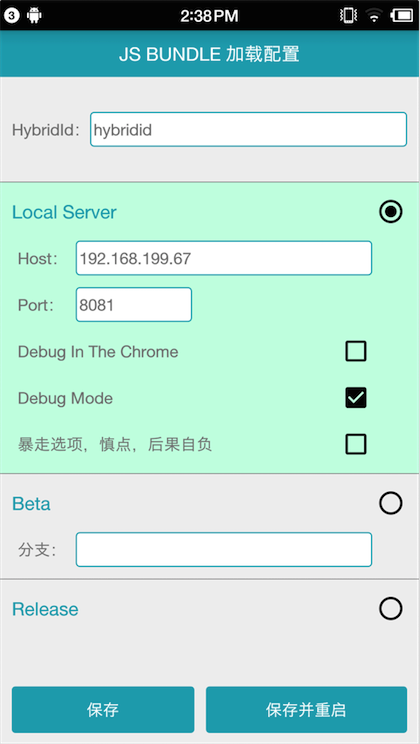 3 2:38PM
JS BUNDLE 加载配置
HybridId: hybridid
Local Server
Host: 192.168.199.67
Port: 8081
Debug In The Chrome
Debug Mode
暴走选项，慎点，后果自负
Beta
分支:
Release
保存 保存并重启